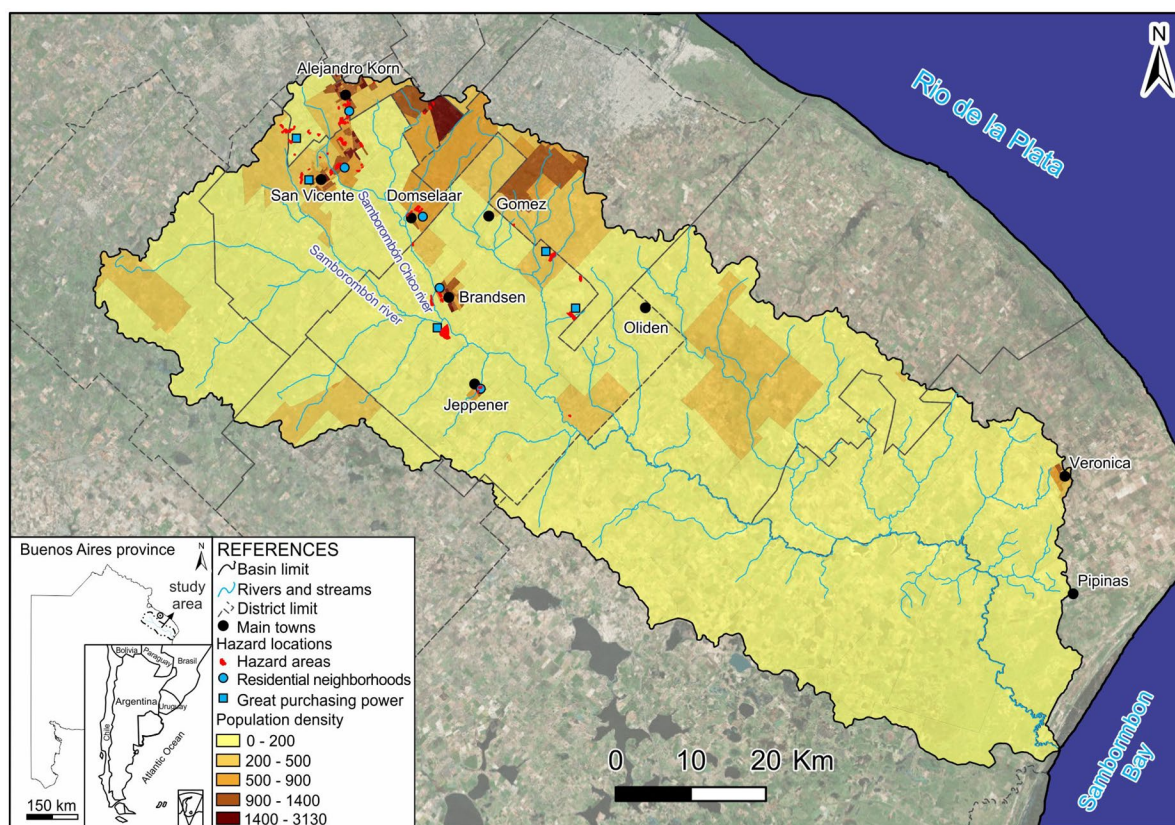 N
Rio de la Plata
Alejandro Korn
San Vicente
Domselaar
Gomez
Samborombón Chico river
Samborombón river
Brandsen
Oliden
Jeppener
Veronica
Pipinas
Sambormbon
Bay
0 10 20 Km
Buenos Aires province
N
study
area
Bolivia
Paraguay
Brasil
Argentina
Uruguay
Chile
Atlantic Ocean
150 km
REFERENCES
Basin limit
Rivers and streams
District limit
Main towns
Hazard locations
Hazard areas
Residential neighborhoods
Great purchasing power
Population density
0 - 200
200 - 500
500 - 900
900 - 1400
1400 - 3130